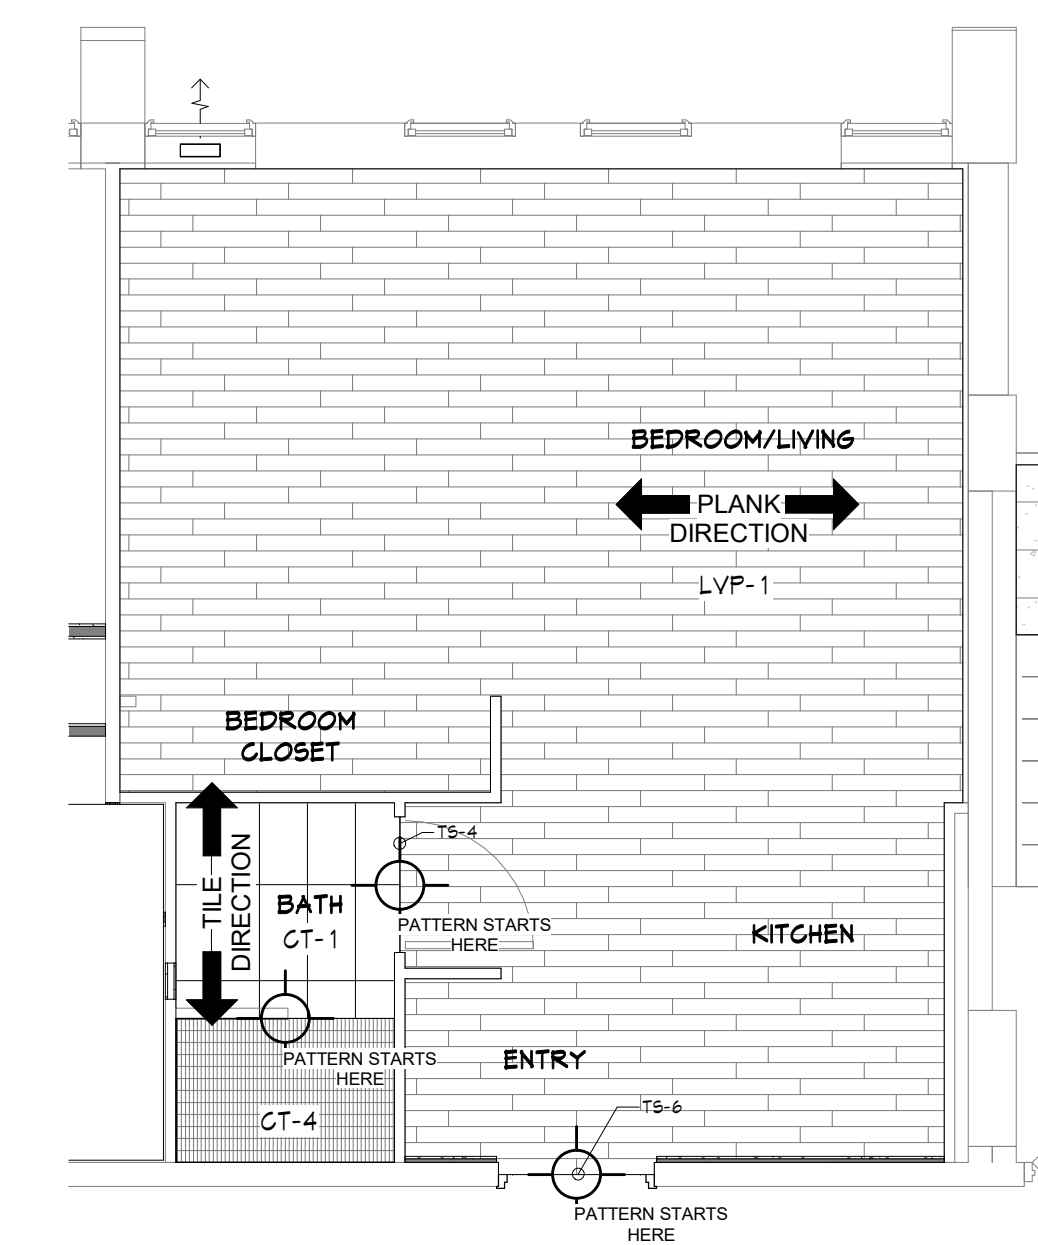 BEDROOM/LIVING
PLANK
DIRECTION
LVP-1
BEDROOM
CLOSET
TS-4
TILE
DIRECTION
BATH
CT-1
PATTERN STARTS
HERE
KITCHEN
PATTERN STARTS
HERE
ENTRY
CT-4
TS-6
PATTERN STARTS
HERE